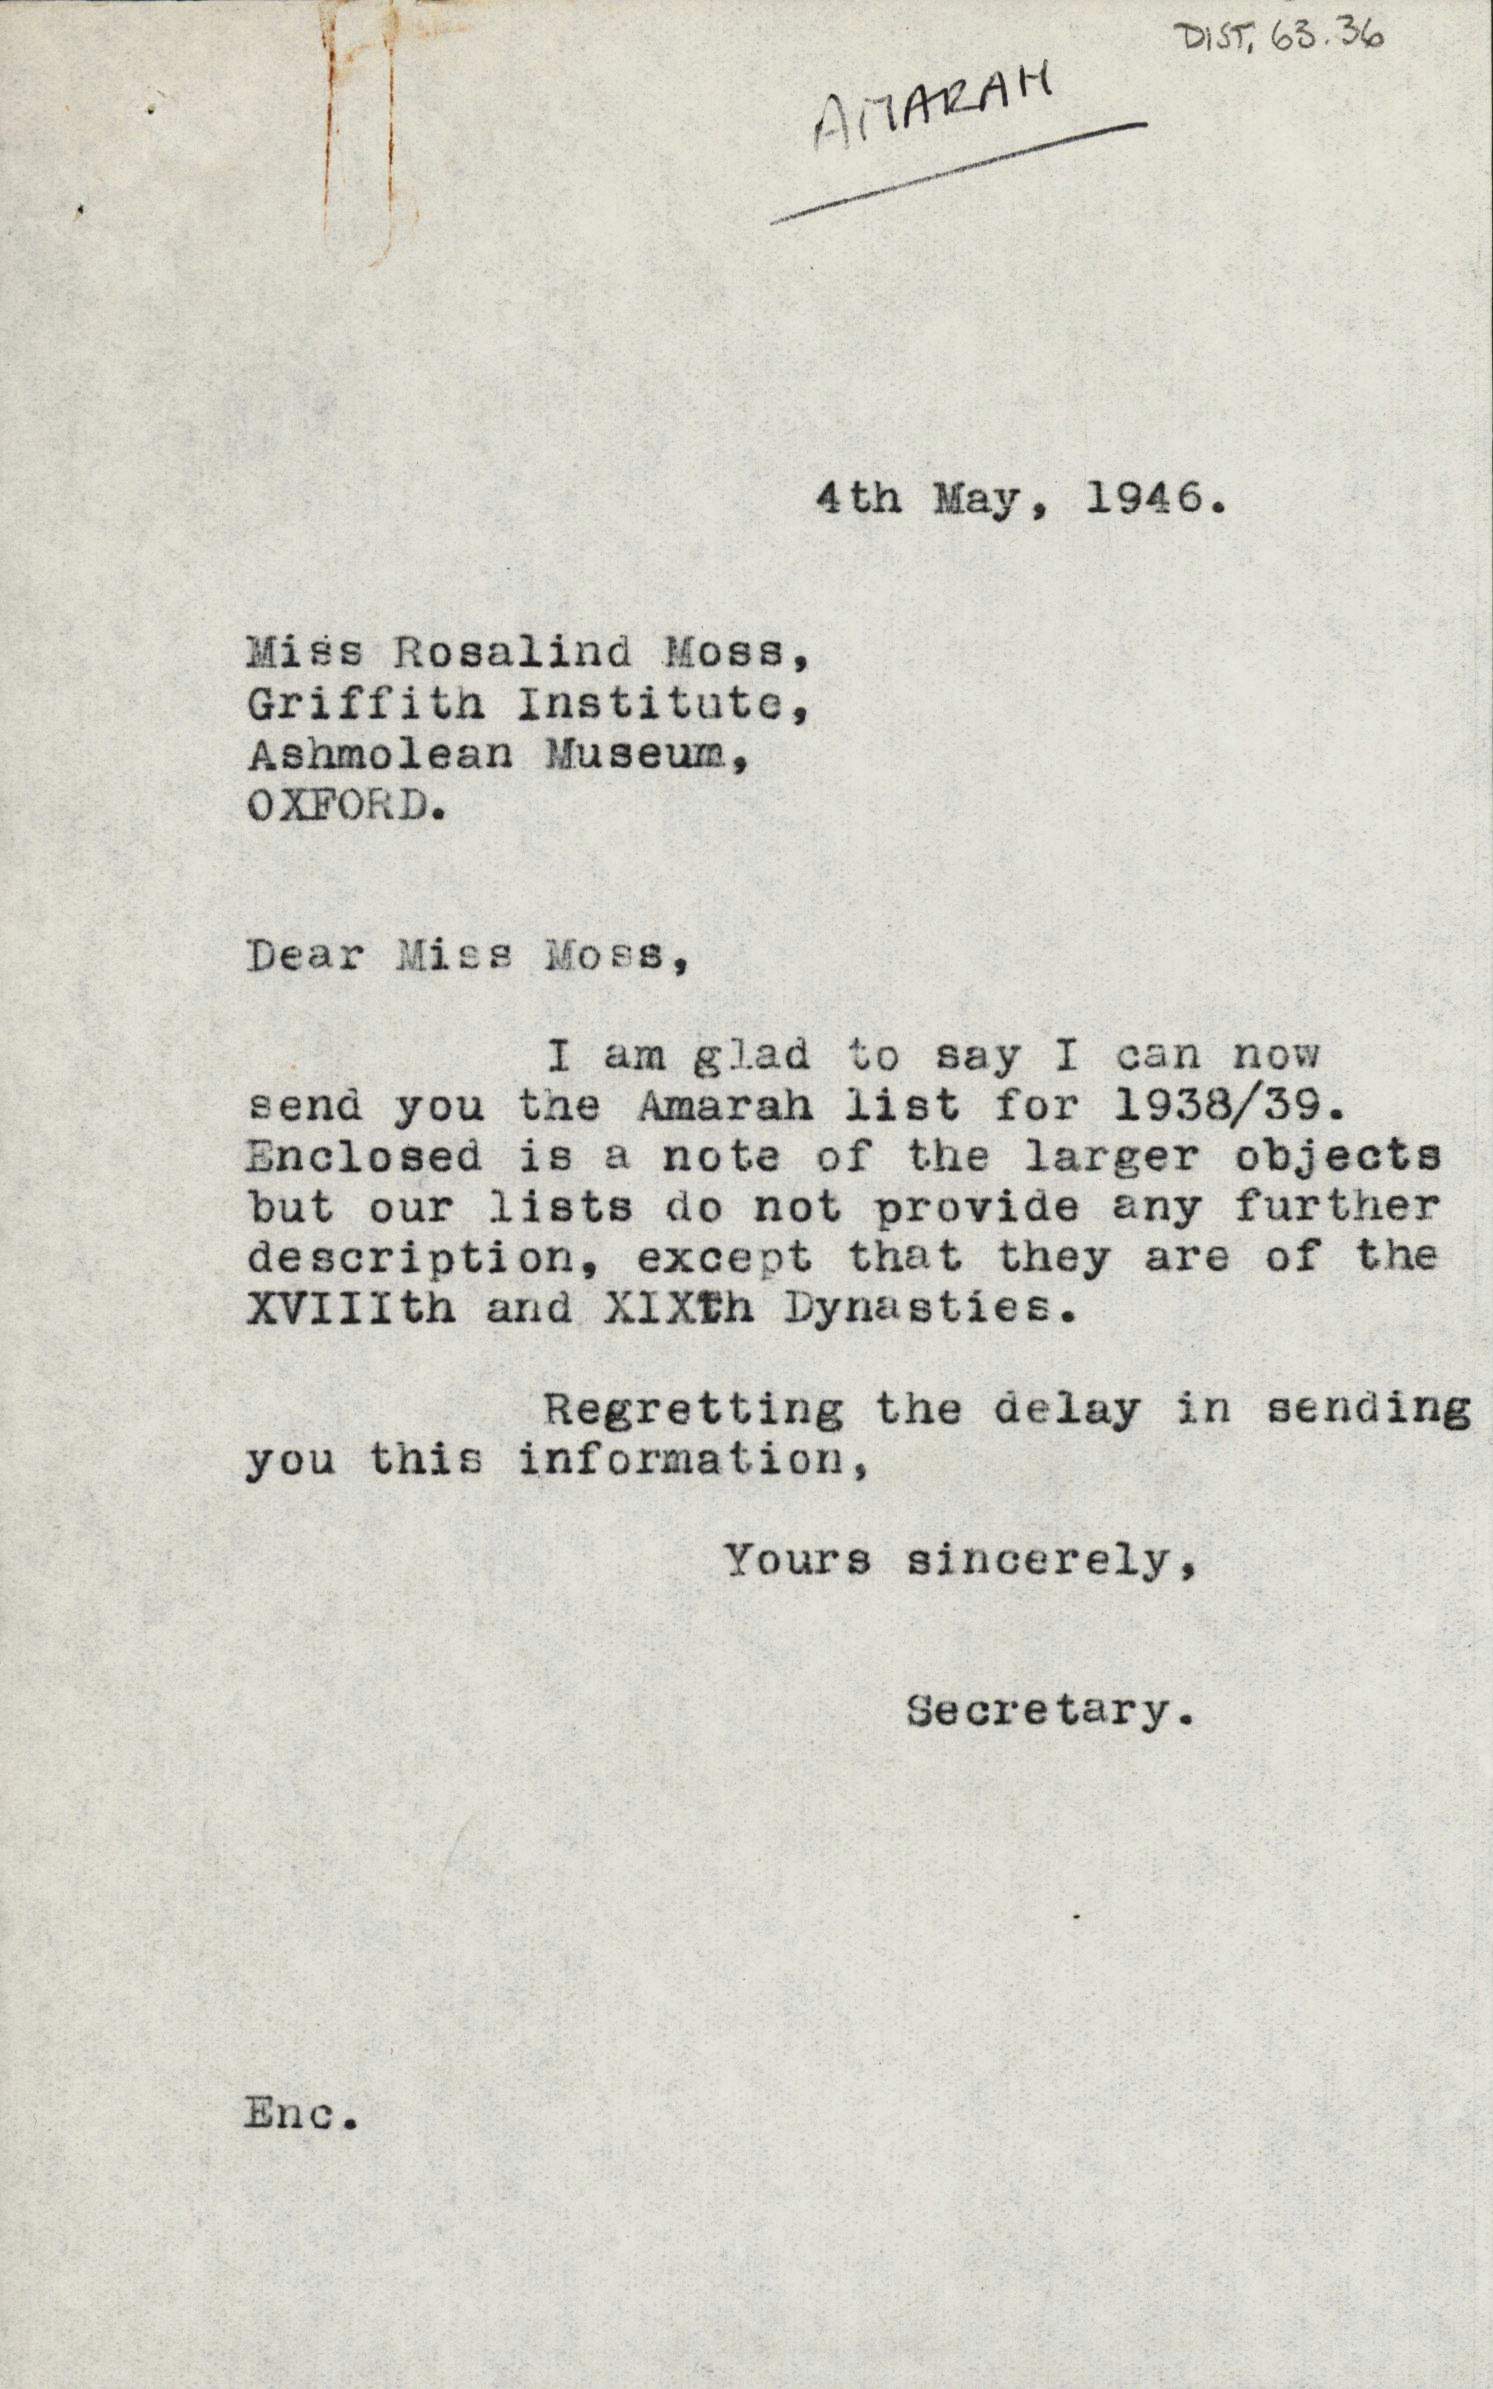 DIST. 63.36
AMARAH
4th May, 1946.
Miss Rosalind Moss,
Griffith Institute,
Ashmolean Museum,
OXFORD.
Dear Miss Moss,
I am glad to say I can now
send you the Amarah list for 1938/39.
Enclosed is a note of the larger objects
but our lists do not provide any further
description, except that they are of the
XVIIIth and XIXth Dynasties.
Regretting the delay in sending
you this information,
Yours sincerely,
Secretary.
Enc.